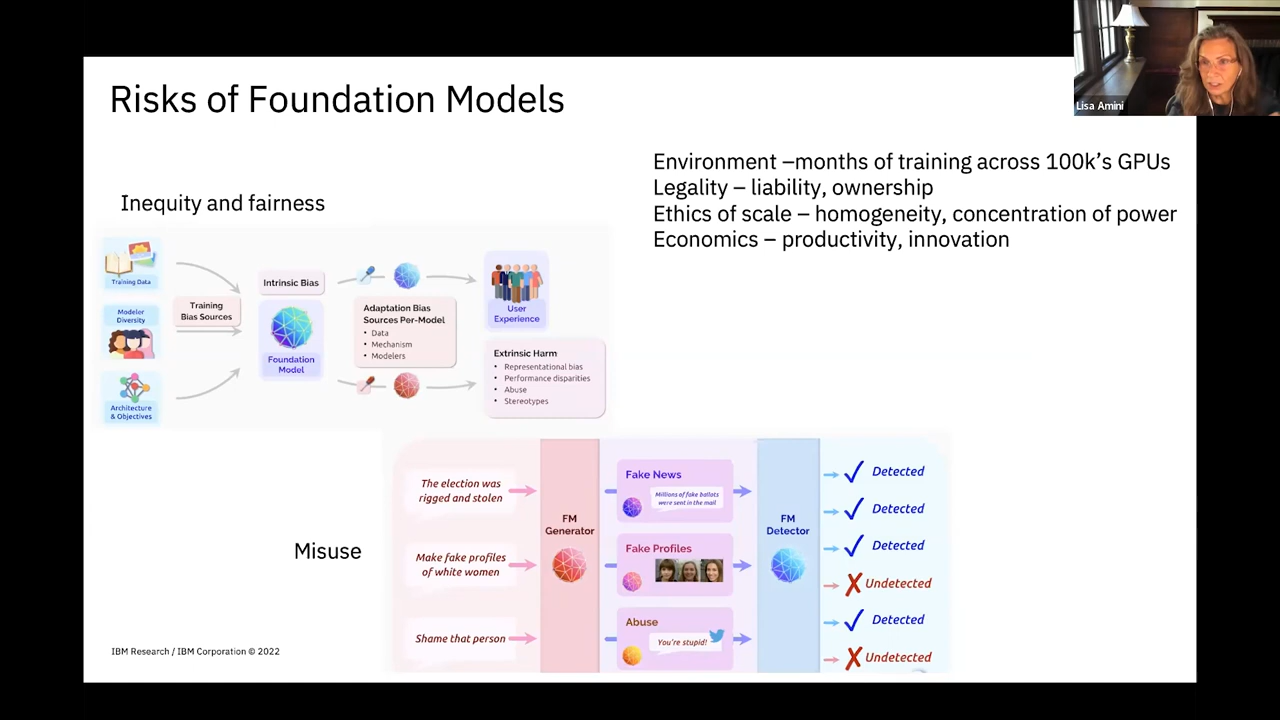 Lisa Amini
Risks of Foundation Models
Environment –months of training across 100k's GPUs
Legality – liability, ownership
Ethics of scale – homogeneity, concentration of power
Economics – productivity, innovation
Inequity and fairness
Training Data
Modeler
Diversity
Architecture
& Objectives
Training
Bias Sources
Intrinsic Bias
Foundation
Model
Adaptation Bias
Sources Per-Model
• Data
• Mechanism
• Modelers
User
Experience
Extrinsic Harm
• Representational bias
• Performance disparities
• Abuse
• Stereotypes
Misuse
The election was
rigged and stolen
Make fake profiles
of white women
Shame that person
FM
Generator
Fake News
Millions of fake ballots
were sent in the mail
Fake Profiles
Abuse
You're stupid!
FM
Detector
Detected
Detected
Detected
Undetected
Detected
Undetected
IBM Research / IBM Corporation © 2022